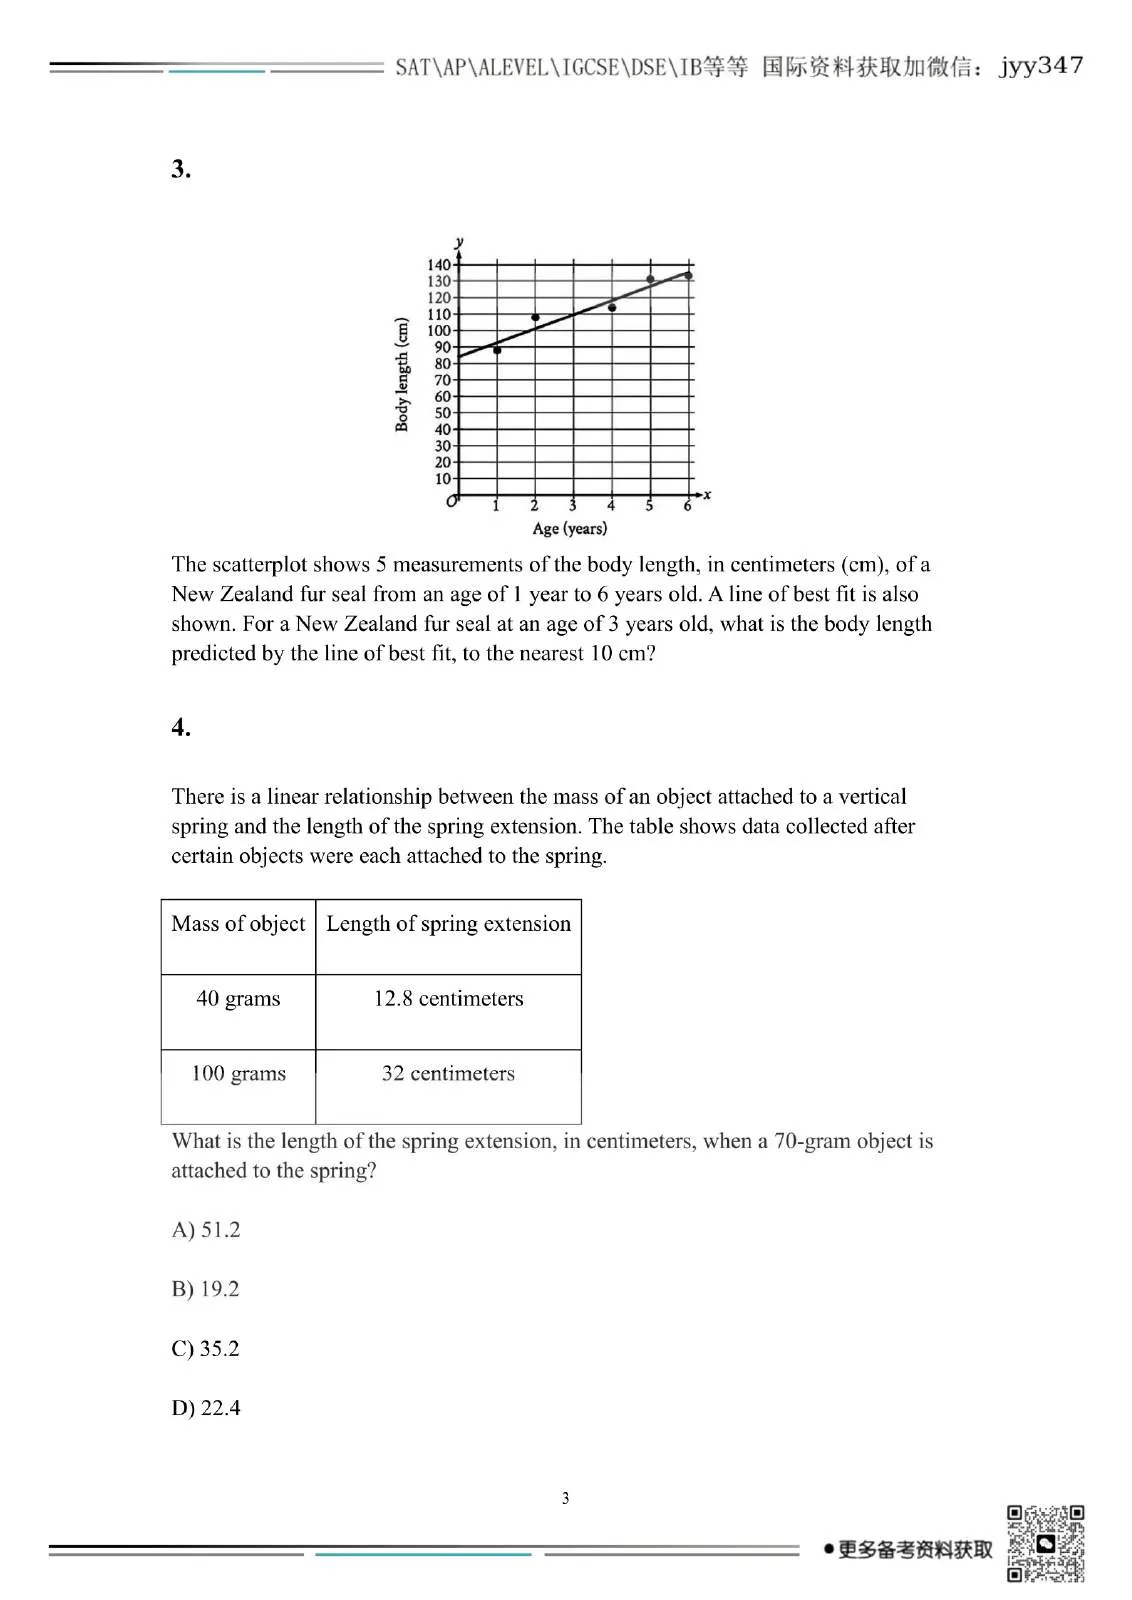 SAT\AP\ALEVEL\IGCSE\DSE\IB等等 国际资料获取加微信: jyy347
3.
y
140
130
120
110
100
90
80
70
60
50
40
30
20
10
O
1 2 3 4 5 6
x
Body length (cm)
Age (years)
The scatterplot shows 5 measurements of the body length, in centimeters (cm), of a
New Zealand fur seal from an age of 1 year to 6 years old. A line of best fit is also
shown. For a New Zealand fur seal at an age of 3 years old, what is the body length
predicted by the line of best fit, to the nearest 10 cm?
4.
There is a linear relationship between the mass of an object attached to a vertical
spring and the length of the spring extension. The table shows data collected after
certain objects were each attached to the spring.
Mass of object Length of spring extension
40 grams 12.8 centimeters
100 grams 32 centimeters
What is the length of the spring extension, in centimeters, when a 70-gram object is
attached to the spring?
A) 51.2
B) 19.2
C) 35.2
D) 22.4
3
●更多备考资料获取